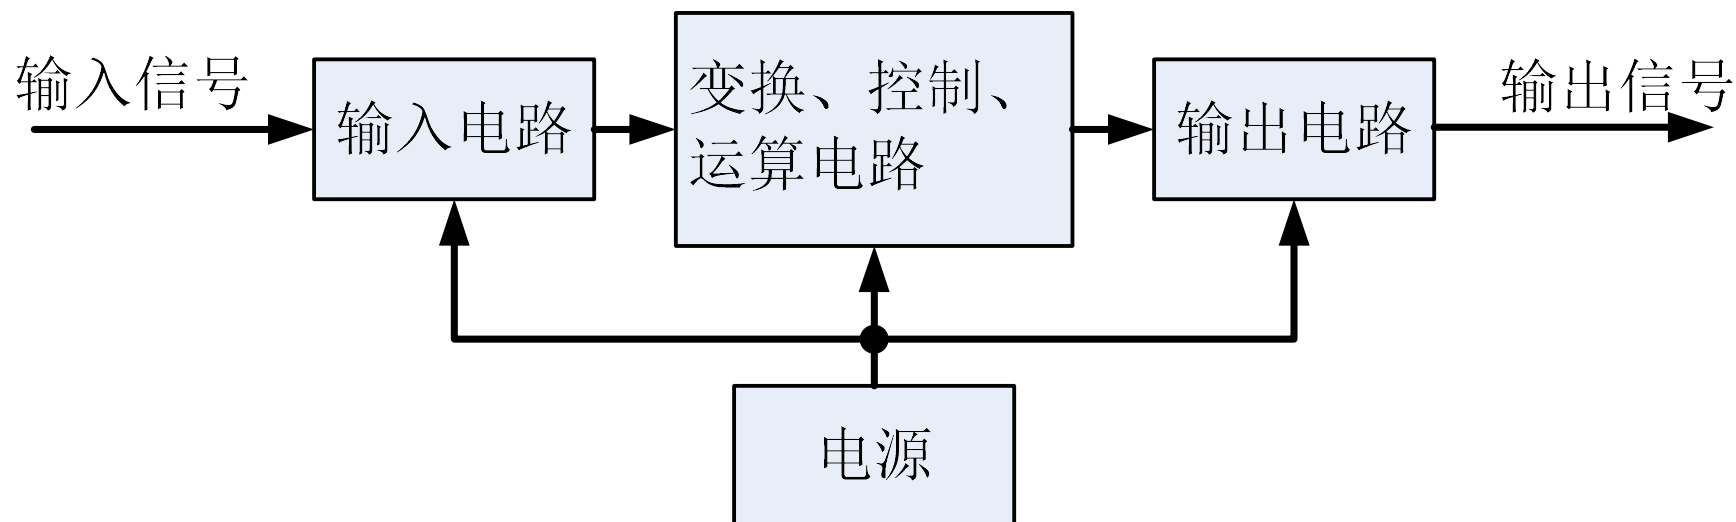 输入信号
输入电路
变换、控制、
运算电路
输出电路
输出信号
电源